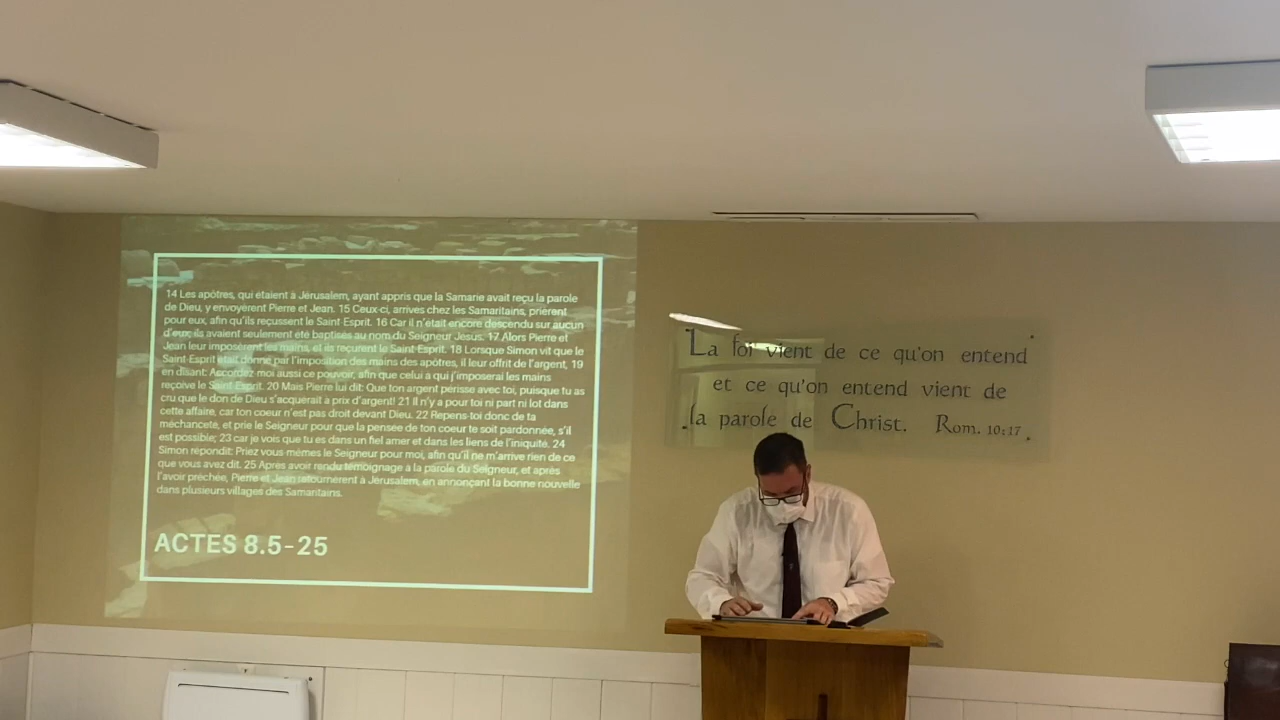 14 Les apôtres, qui étaient à Jérusalem, ayant appris que la Samarie avait reçu la parole
de Dieu, y envoyèrent Pierre et Jean. 15 Ceux-ci, arrivés chez les Samaritains, prièrent
pour eux, afin qu'ils reçussent le Saint-Esprit. 16 Car il n'était encore descendu sur aucun
d'eux; ils avaient seulement été baptisés au nom du Seigneur Jésus. 17 Alors Pierre et
Jean leur imposèrent les mains, et ils reçurent le Saint-Esprit. 18 Lorsque Simon vit que le
Saint-Esprit était donné par l'imposition des mains des apôtres, il leur offrit de l'argent, 19
en disant: Accordez-moi aussi ce pouvoir, afin que celui à qui j'imposerai les mains
reçoive le Saint-Esprit. 20 Mais Pierre lui dit: Que ton argent périsse avec toi, puisque tu as
cru que le don de Dieu s'acquérait à prix d'argent! 21 Il n'y a pour toi ni part ni lot dans
cette affaire, car ton coeur n'est pas droit devant Dieu. 22 Repens-toi donc de ta
méchanceté, et prie le Seigneur pour que la pensée de ton coeur te soit pardonnée, s'il
est possible; 23 car je vois que tu es dans un fiel amer et dans les liens de l'iniquité. 24
Simon répondit: Priez vous-mêmes le Seigneur pour moi, afin qu'il ne m'arrive rien de ce
que vous avez dit. 25 Après avoir rendu témoignage à la parole du Seigneur, et après
l'avoir prêchée, Pierre et Jean retournèrent à Jérusalem, en annonçant la bonne nouvelle
dans plusieurs villages des Samaritains.
ACTES 8.5-25
La foi vient de ce qu'on entend
et ce qu'on entend vient de
la parole de Christ. Rom. 10:17